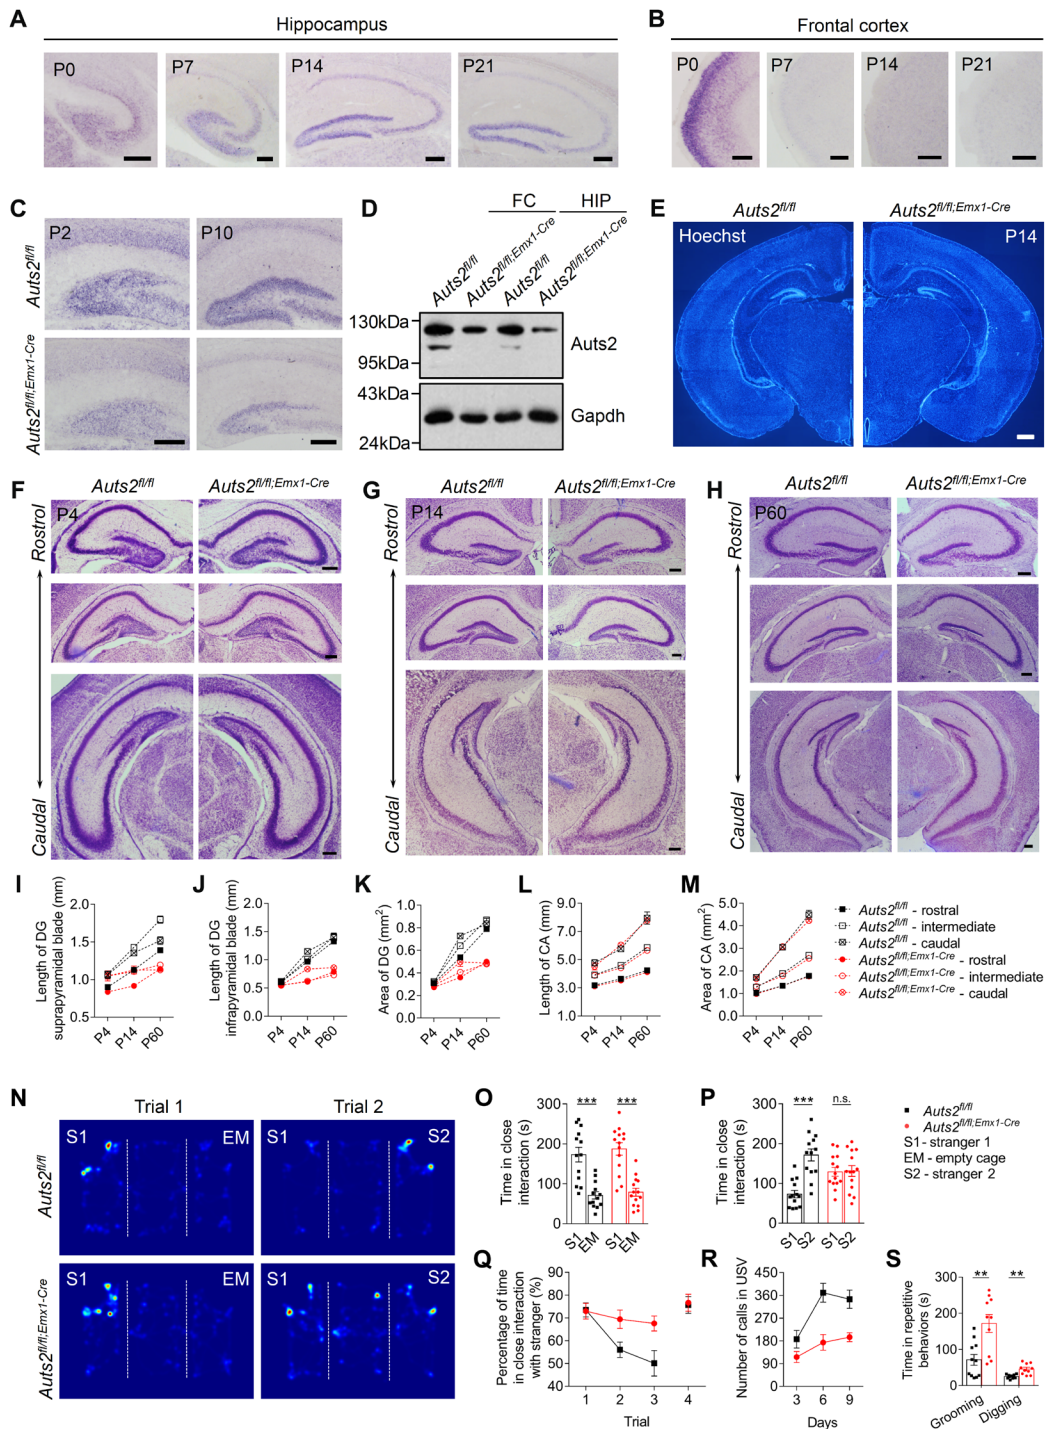 A
Hippocampus
P0
P7
P14
P21
B
Frontal cortex
P0
P7
P14
P21
C
P2
P10
Auts2fl/fl
Auts2fl/fl;Emx1-Cre
D
FC
HIP
Auts2fl/fl
Auts2fl/fl;Emx1-Cre
Auts2fl/fl
Auts2fl/fl;Emx1-Cre
130kDa
95kDa
43kDa
24kDa
Auts2
Gapdh
E
Auts2fl/fl
Auts2fl/fl;Emx1-Cre
Hoechst
P14
F
Auts2fl/fl
Auts2fl/fl;Emx1-Cre
P4
Rostrol
Caudal
G
Auts2fl/fl
Auts2fl/fl;Emx1-Cre
P14
Rostrol
Caudal
H
Auts2fl/fl
Auts2fl/fl;Emx1-Cre
P60
Rostrol
Caudal
I
Length of DG
suprapyramidal blade (mm)
2.0
1.5
1.0
0.5
P4
P14
P60
J
Length of DG
infrapyramidal blade (mm)
2.0
1.5
1.0
0.5
0.0
P4
P14
P60
K
Area of DG (mm2)
1.0
0.8
0.6
0.4
0.2
0.0
P4
P14
P60
L
Length of CA (mm)
9.0
7.0
5.0
3.0
1.0
P4
P14
P60
M
Area of CA (mm2)
5.0
4.0
3.0
2.0
1.0
0.0
P4
P14
P60
Auts2fl/fl - rostral
Auts2fl/fl - intermediate
Auts2fl/fl - caudal
Auts2fl/fl;Emx1-Cre - rostral
Auts2fl/fl;Emx1-Cre - intermediate
Auts2fl/fl;Emx1-Cre - caudal
N
Trial 1
Trial 2
Auts2fl/fl
Auts2fl/fl;Emx1-Cre
S1
EM
S1
S2
S1
EM
S1
S2
O
Time in close
interaction (s)
300
200
100
0
***
***
S1
EM
S1
EM
P
Time in close
interaction (s)
300
200
100
0
***
n.s.
S1
S2
S1
S2
Auts2fl/fl
Auts2fl/fl;Emx1-Cre
S1 - stranger 1
EM - empty cage
S2 - stranger 2
Q
Percentage of time
in close interaction
with stranger (%)
90
80
70
60
50
40
1
2
3
4
Trial
R
Number of calls in USV
450
360
270
180
90
0
3
6
9
Days
S
Time in repetitive
behaviors (s)
300
200
100
0
**
**
Grooming
Digging